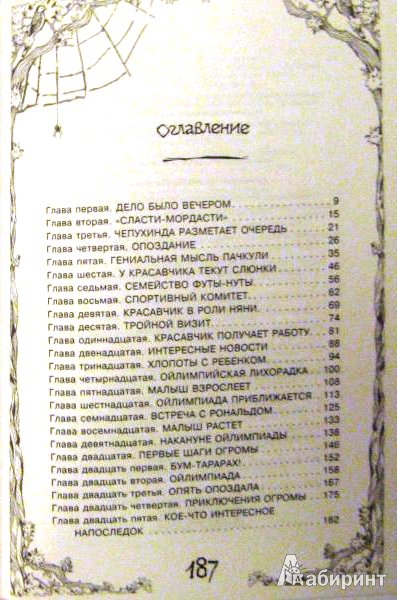 Оглавление
Глава первая. ДЕЛО БЫЛО ВЕЧЕРОМ. 9
Глава вторая. «СЛАСТИ-МОРДАСТИ» 15
Глава третья. ЧЕПУХИНДА РАЗМЕТАЕТ ОЧЕРЕДЬ 21
Глава четвертая. ОПОЗДАНИЕ 26
Глава пятая. ГЕНИАЛЬНАЯ МЫСЛЬ ПАЧКУЛИ 35
Глава шестая. У КРАСАВЧИКА ТЕКУТ СЛЮНКИ 46
Глава седьмая. СЕМЕЙСТВО ФУТЫ-НУТЫ 56
Глава восьмая. СПОРТИВНЫЙ КОМИТЕТ 62
Глава девятая. КРАСАВЧИК В РОЛИ НЯНИ 69
Глава десятая. ТРОЙНОЙ ВИЗИТ 74
Глава одиннадцатая. КРАСАВЧИК ПОЛУЧАЕТ РАБОТУ 81
Глава двенадцатая. ИНТЕРЕСНЫЕ НОВОСТИ 88
Глава тринадцатая. ХЛОПОТЫ С РЕБЕНКОМ 94
Глава четырнадцатая. ОЙЛИМПИЙСКАЯ ЛИХОРАДКА 100
Глава пятнадцатая. МАЛЫШ ВЗРОСЛЕЕТ 108
Глава шестнадцатая. ОЙЛИМПИАДА ПРИБЛИЖАЕТСЯ 113
Глава семнадцатая. ВСТРЕЧА С РОНАЛЬДОМ 125
Глава восемнадцатая. МАЛЫШ РАСТЕТ 133
Глава девятнадцатая. НАКАНУНЕ ОЙЛИМПИАДЫ 138
Глава двадцатая. ПЕРВЫЕ ШАГИ ОГРОМЫ 146
Глава двадцать первая. БУМ-ТАРАРАХ! 152
Глава двадцать вторая. ОЙЛИМПИАДА 158
Глава двадцать третья. ОПЯТЬ ОПОЗДАЛА 167
Глава двадцать четвертая. ПРИКЛЮЧЕНИЯ ОГРОМЫ 175
Глава двадцать пятая. КОЕ-ЧТО ИНТЕРЕСНОЕ
НАПОСЛЕДОК 182
187
Лабиринт